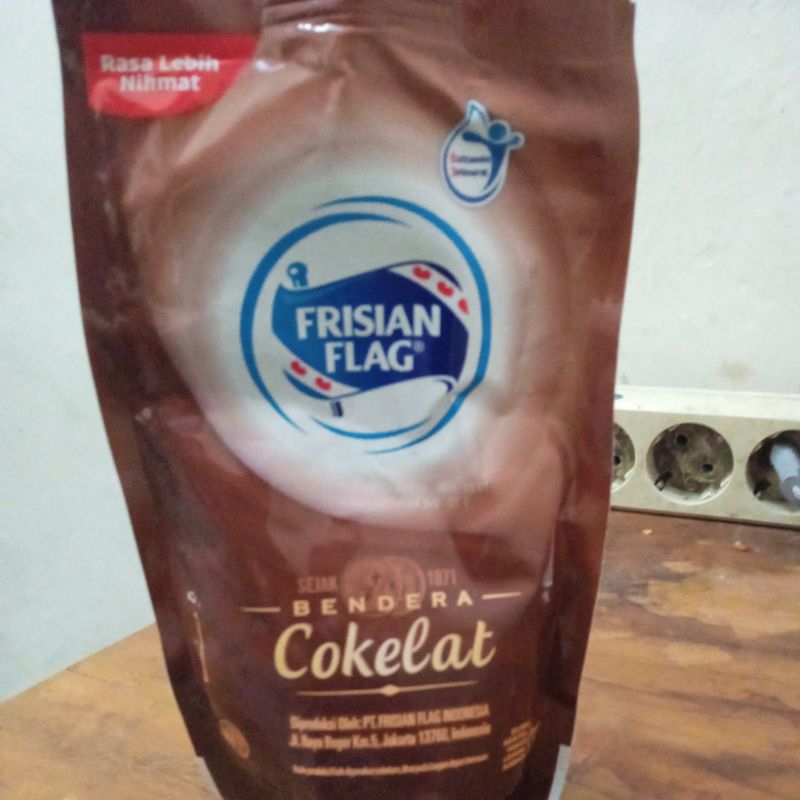 Rasa Lebih
Nikmat
FRISIAN
FLAG®
SEJAK 1871
BENDERA
Cokelat
Diproduksi Oleh: PT. FRISIAN FLAG INDONESIA
Jl. Raya Bogor Km.5, Jakarta 13760, Indonesia